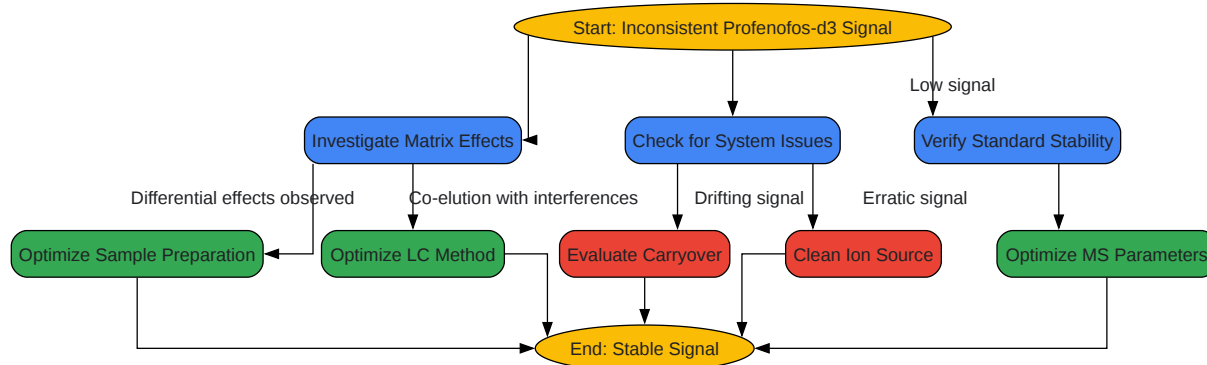 Start: Inconsistent Profenofos-d3 Signal
Low signal
Investigate Matrix Effects
Check for System Issues
Verify Standard Stability
Differential effects observed
Co-elution with interferences
Drifting signal
Erratic signal
Optimize Sample Preparation
Optimize LC Method
Evaluate Carryover
Clean Ion Source
Optimize MS Parameters
End: Stable Signal